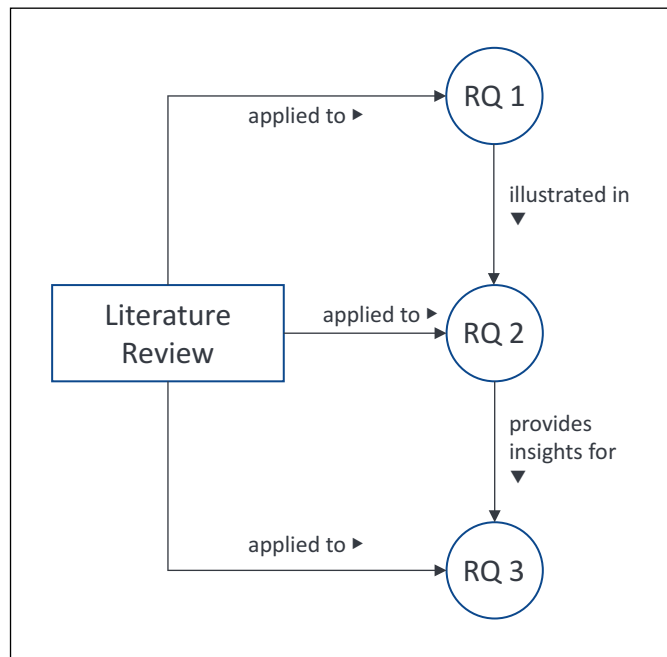 RQ 1
applied to ▶
illustrated in
▼
Literature
Review
applied to ▶
RQ 2
provides
insights for
▼
applied to ▶
RQ 3